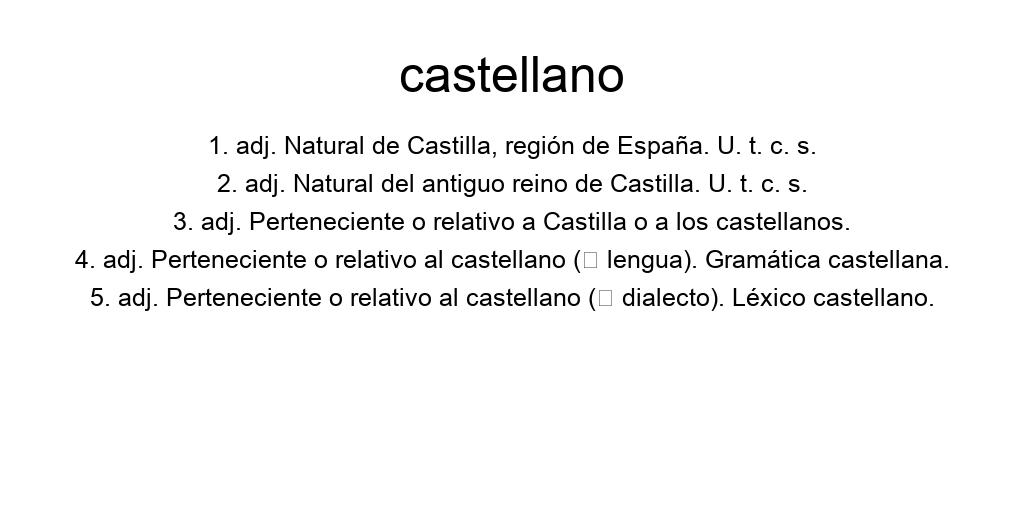 castellano
1. adj. Natural de Castilla, región de España. U. t. c. s.
2. adj. Natural del antiguo reino de Castilla. U. t. c. s.
3. adj. Perteneciente o relativo a Castilla o a los castellanos.
4. adj. Perteneciente o relativo al castellano (▯ lengua). Gramática castellana.
5. adj. Perteneciente o relativo al castellano (▯ dialecto). Léxico castellano.